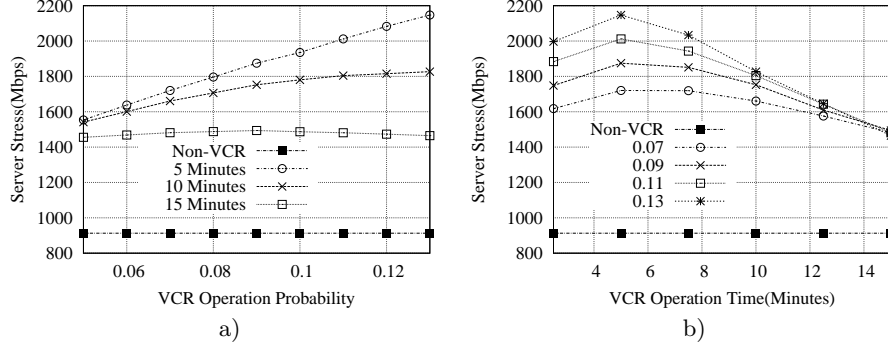 2200
2000
1800
1600
1400
1200
1000
800
Server Stress(Mbps)
Non-VCR
5 Minutes
10 Minutes
15 Minutes
0.06 0.08 0.1 0.12
VCR Operation Probability
a)
2200
2000
1800
1600
1400
1200
1000
800
Server Stress(Mbps)
Non-VCR
0.07
0.09
0.11
0.13
4 6 8 10 12 14
VCR Operation Time(Minutes)
b)